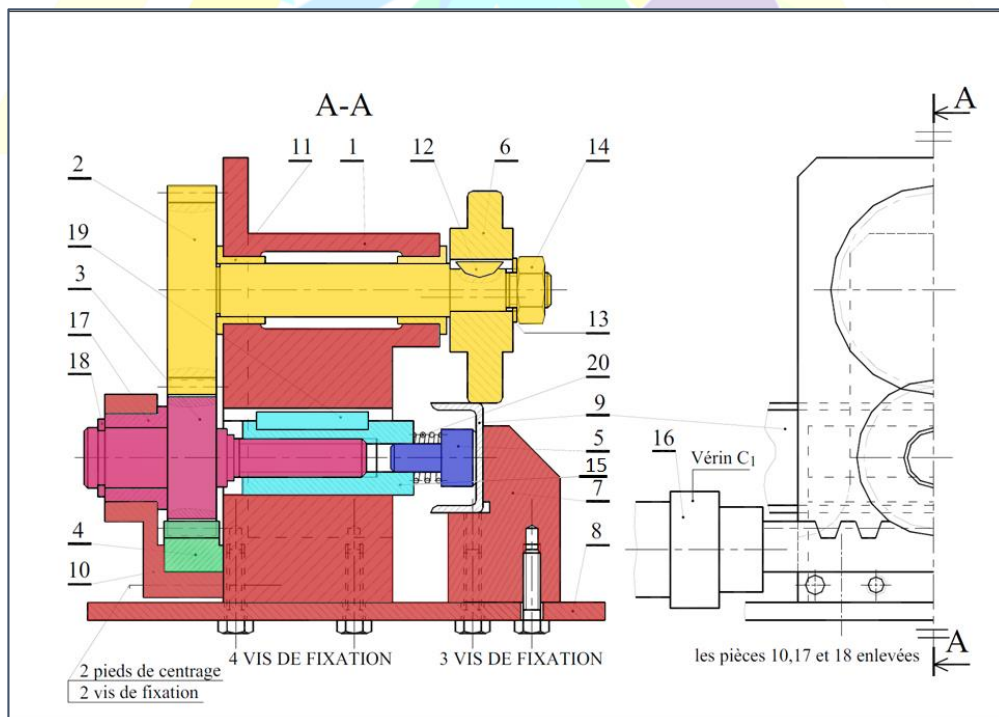 A-A
A
11
1
12
6
14
2
19
3
17
18
13
20
9
5
15
7
16
Vérin C1
4
8
10
4 VIS DE FIXATION
3 VIS DE FIXATION
les pièces 10,17 et 18 enlevées
A
2 pieds de centrage
2 vis de fixation